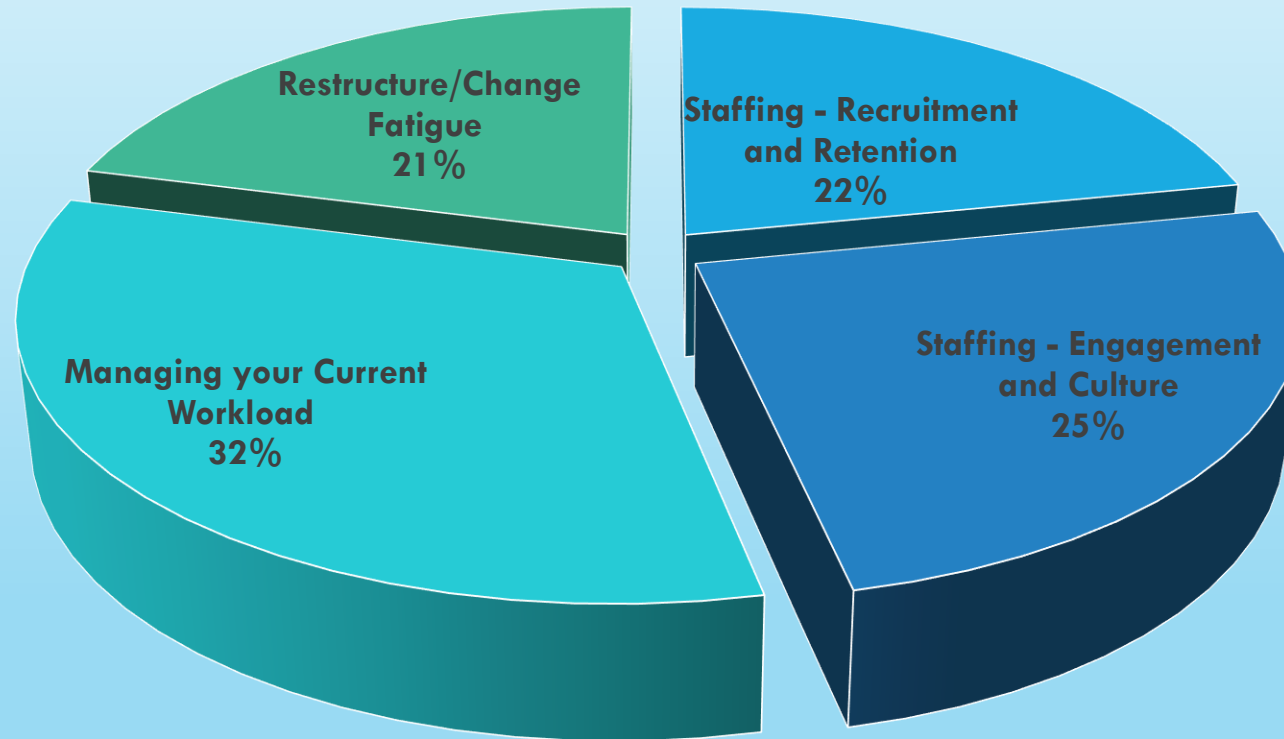 Restructure/Change
Fatigue
21%
Staffing - Recruitment
and Retention
22%
Staffing - Engagement
and Culture
25%
Managing your Current
Workload
32%